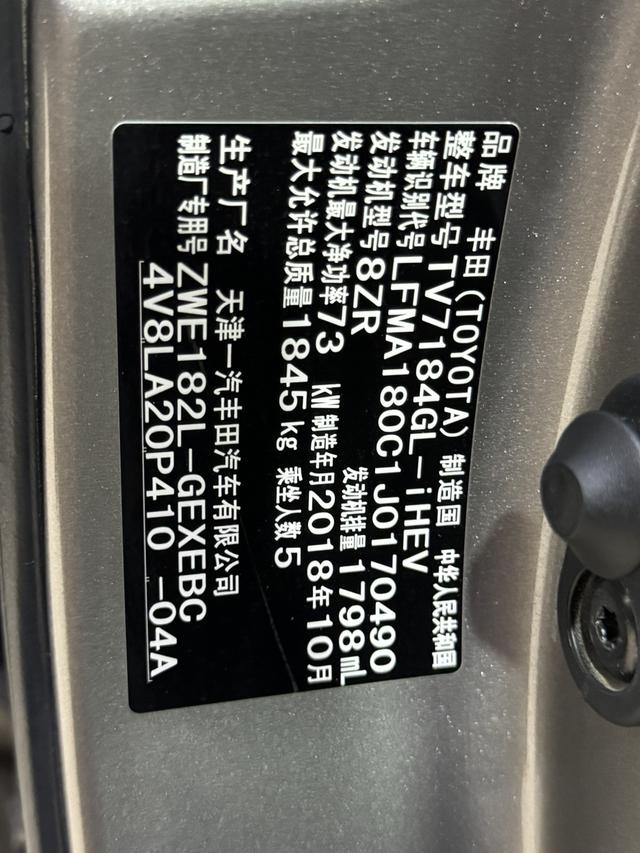 品牌 丰田(TOYOTA) 制造国 中华人民共和国
整车型号 TV7184GL-iHEV
车辆识别代号 LFMA180C1J0170490
发动机型号 8ZR 发动机排量 1798mL
发动机最大净功率 73 kW 制造年月 2018年10月
最大允许总质量 1845kg 乘坐人数 5
生产厂名 天津一汽丰田汽车有限公司
制造厂专用号 ZWE182L-GEXEBC
4V8LA20P410 -04A